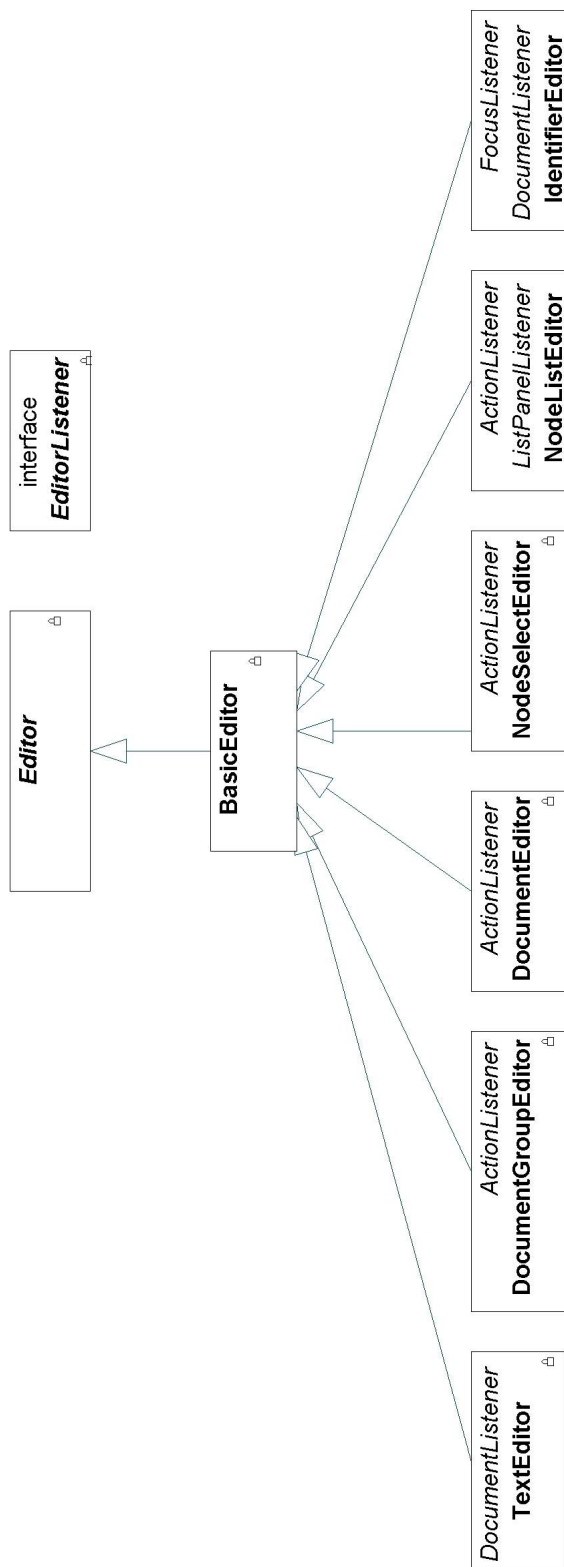 Editor
interface
EditorListener
BasicEditor
DocumentListener
TextEditor
ActionListener
DocumentGroupEditor
ActionListener
DocumentEditor
ActionListener
NodeSelectEditor
ActionListener
ListPanelListener
NodeListEditor
FocusListener
DocumentListener
IdentifierEditor